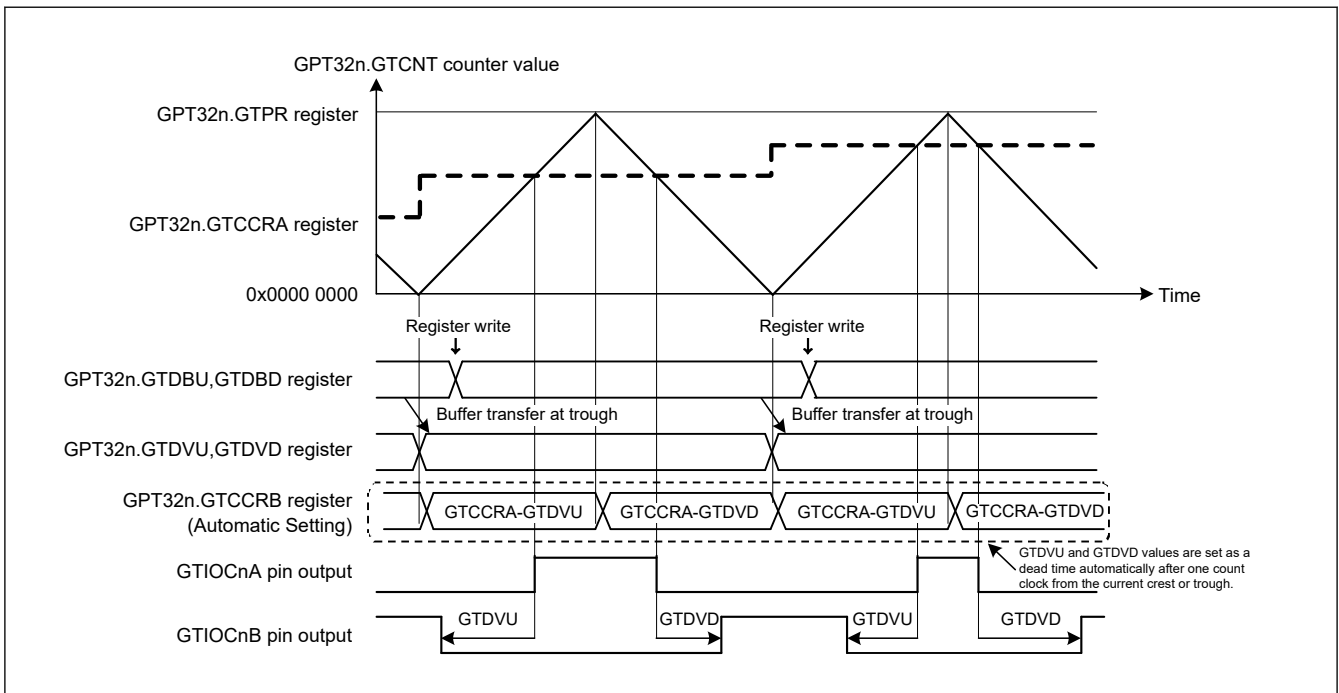 GPT32n.GTCNT counter value
GPT32n.GTPR register
GPT32n.GTCCRA register
0x0000 0000
Time
Register write
Register write
GPT32n.GTDBU,GTDBD register
Buffer transfer at trough
Buffer transfer at trough
GPT32n.GTDVU,GTDVD register
GPT32n.GTCCRB register
(Automatic Setting)
GTCCRA-GTDVU
GTCCRA-GTDVD
GTCCRA-GTDVU
GTCCRA-GTDVD
GTDVU and GTDVD values are set as a
dead time automatically after one count
clock from the current crest or trough.
GTIOCnA pin output
GTDVU
GTDVD
GTDVU
GTDVD
GTIOCnB pin output